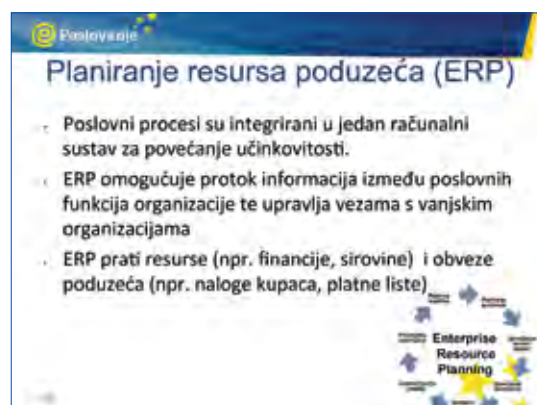 @ Poslovanje
Planiranje resursa poduzeća (ERP)
Poslovni procesi su integrirani u jedan računalni
sustav za povećanje učinkovitosti.
ERP omogućuje protok informacija između poslovnih
funkcija organizacije te upravlja vezama s vanjskim
organizacijama
ERP prati resurse (npr. financije, sirovine) i obveze
poduzeća (npr. naloge kupaca, platne liste)
Enterprise
Resource
Planning